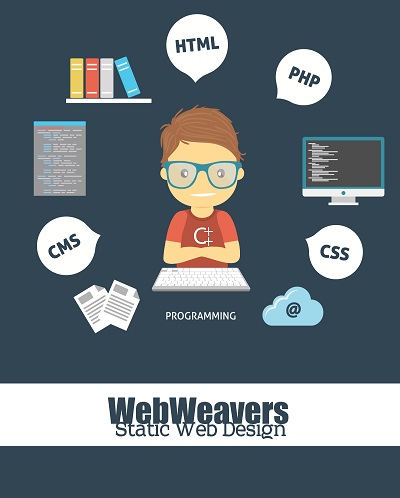 HTML
PHP
CMS
C++
CSS
@
PROGRAMMING
WebWeavers
Static Web Design